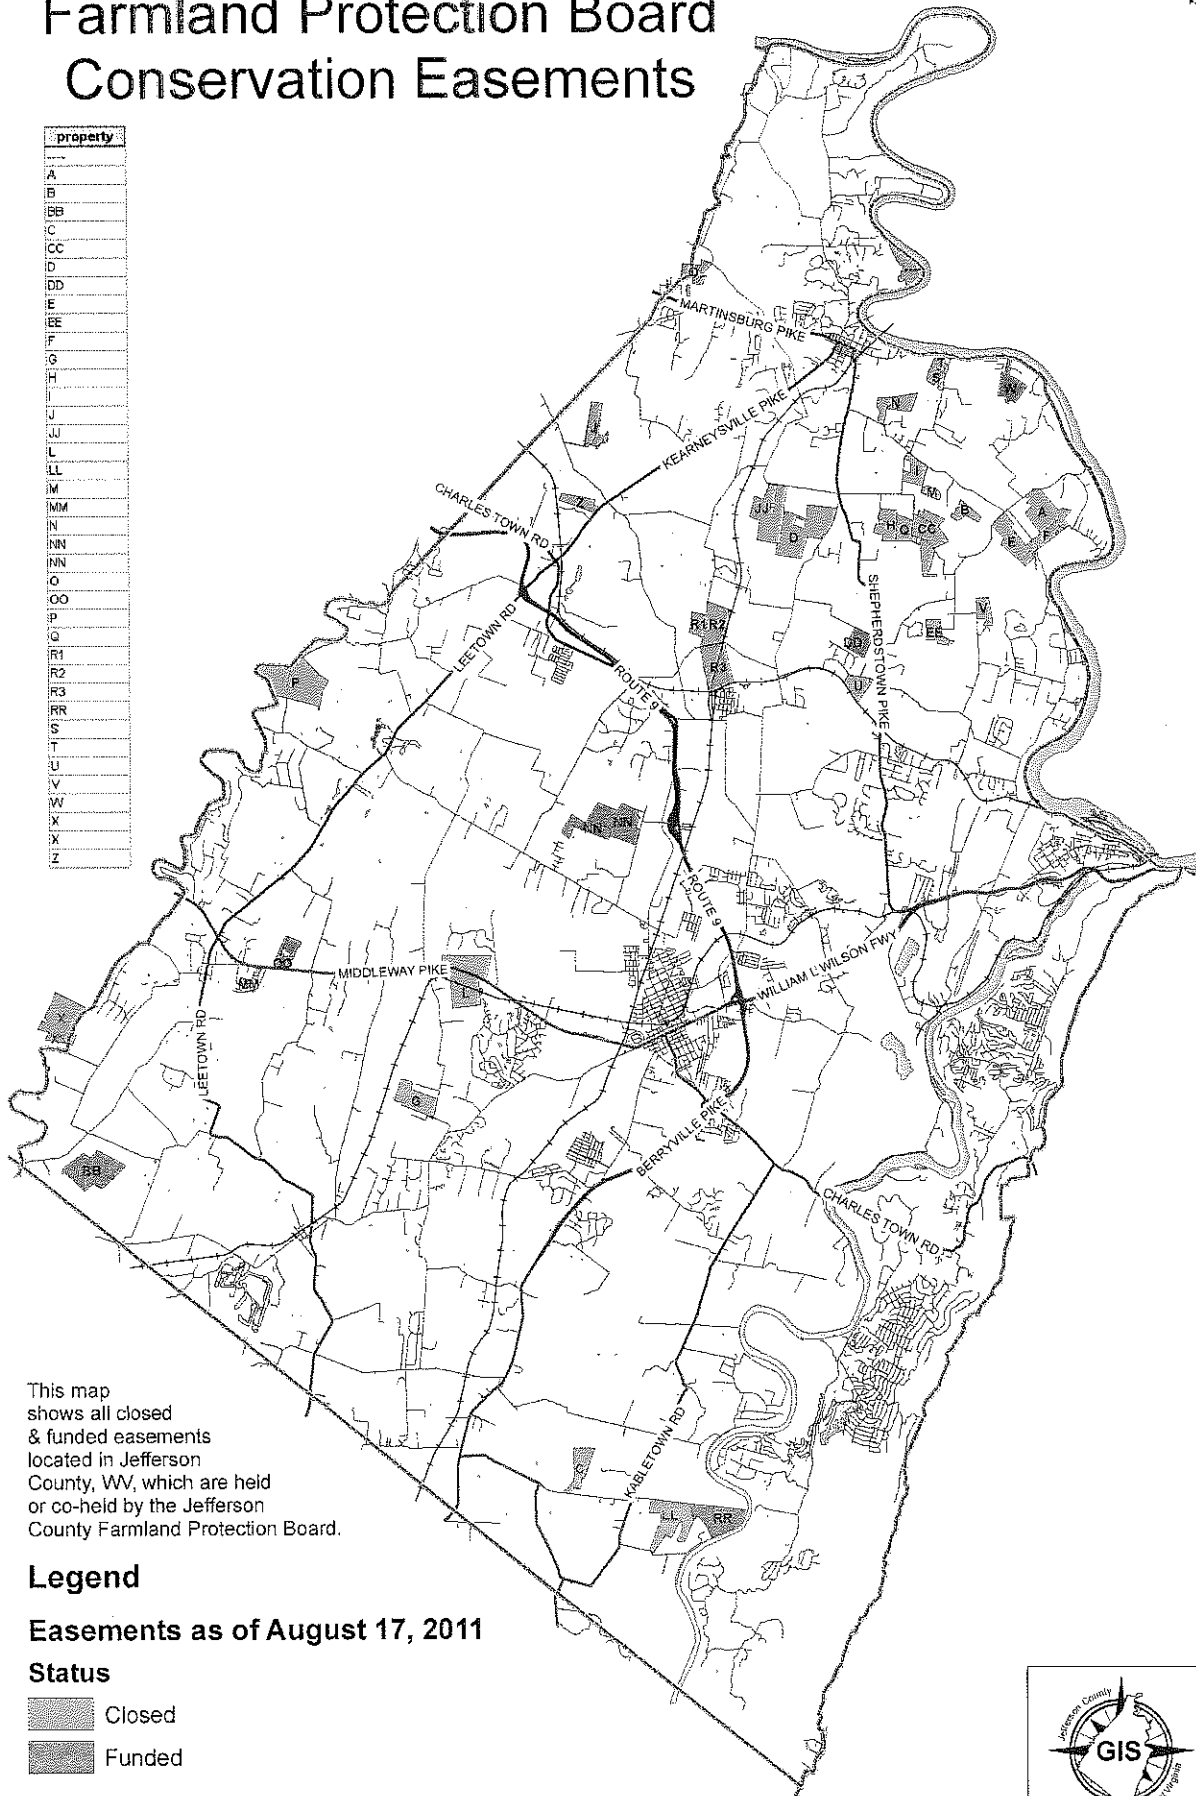 Farmland Protection Board
Conservation Easements
property
----
A
B
BB
C
CC
D
DD
E
EE
F
G
H
I
J
JJ
L
LL
M
MM
N
NN
NN
O
OO
P
Q
R1
R2
R3
RR
S
T
U
V
W
X
X
Z
MARTINSBURG PIKE
KEARNEYSVILLE PIKE
CHARLES TOWN RD
S
W
N
J
Z
I
M
JJ
D
H
Q
CC
B
A
E
F
SHEPHERDSTOWN PIKE
LEETOWN RD
R1
R2
R3
DD
EE
V
U
P
ROUTE 9
NN
NN
ROUTE 9
WILLIAM L WILSON FWY
OO
MM
MIDDLEWAY PIKE
L
X
LEETOWN RD
G
BB
BERRYVILLE PIKE
CHARLES TOWN RD
C
KABLETOWN RD
LL
RR
This map
shows all closed
& funded easements
located in Jefferson
County, WV, which are held
or co-held by the Jefferson
County Farmland Protection Board.
Legend
Easements as of August 17, 2011
Status
Closed
Funded
Jefferson County
GIS